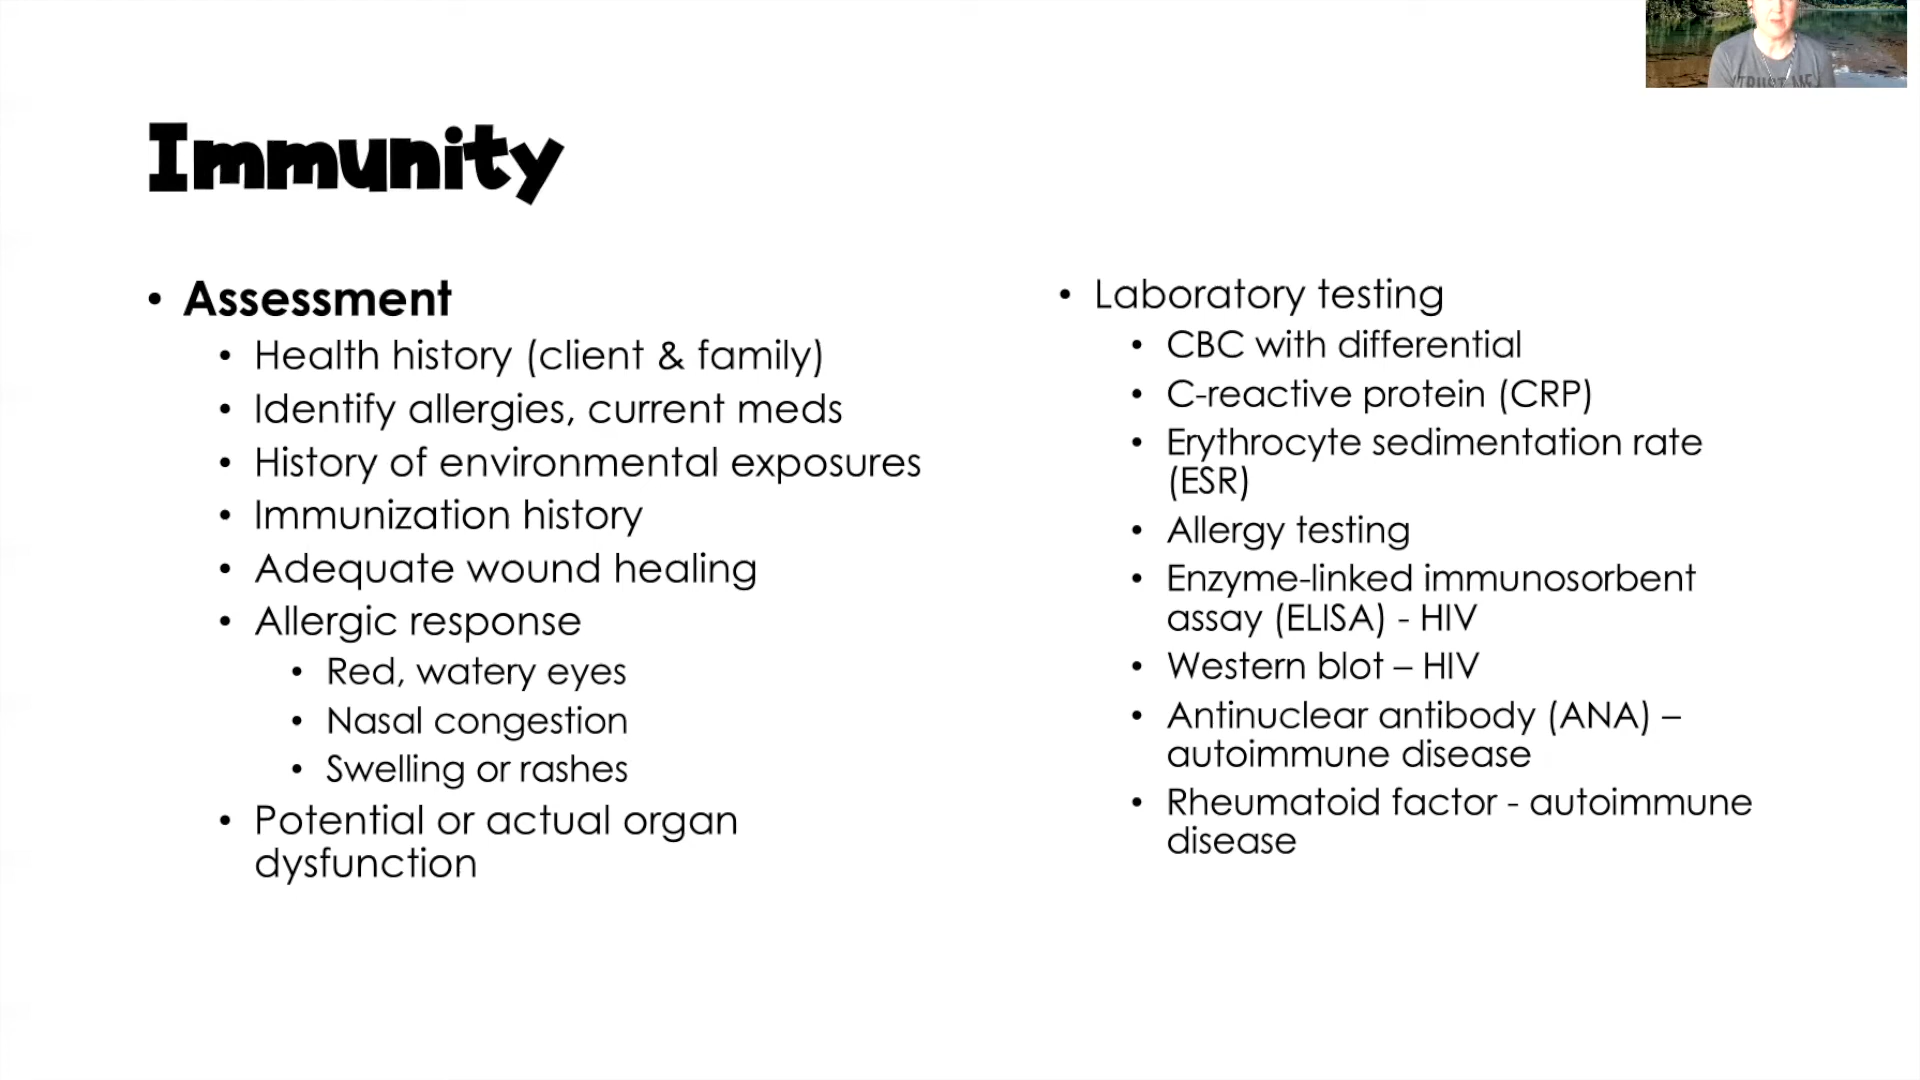 TRUST ME
Immunity
• Assessment
• Health history (client & family)
• Identify allergies, current meds
• History of environmental exposures
• Immunization history
• Adequate wound healing
• Allergic response
• Red, watery eyes
• Nasal congestion
• Swelling or rashes
• Potential or actual organ
dysfunction
• Laboratory testing
• CBC with differential
• C-reactive protein (CRP)
• Erythrocyte sedimentation rate
(ESR)
• Allergy testing
• Enzyme-linked immunosorbent
assay (ELISA) - HIV
• Western blot – HIV
• Antinuclear antibody (ANA) –
autoimmune disease
• Rheumatoid factor - autoimmune
disease